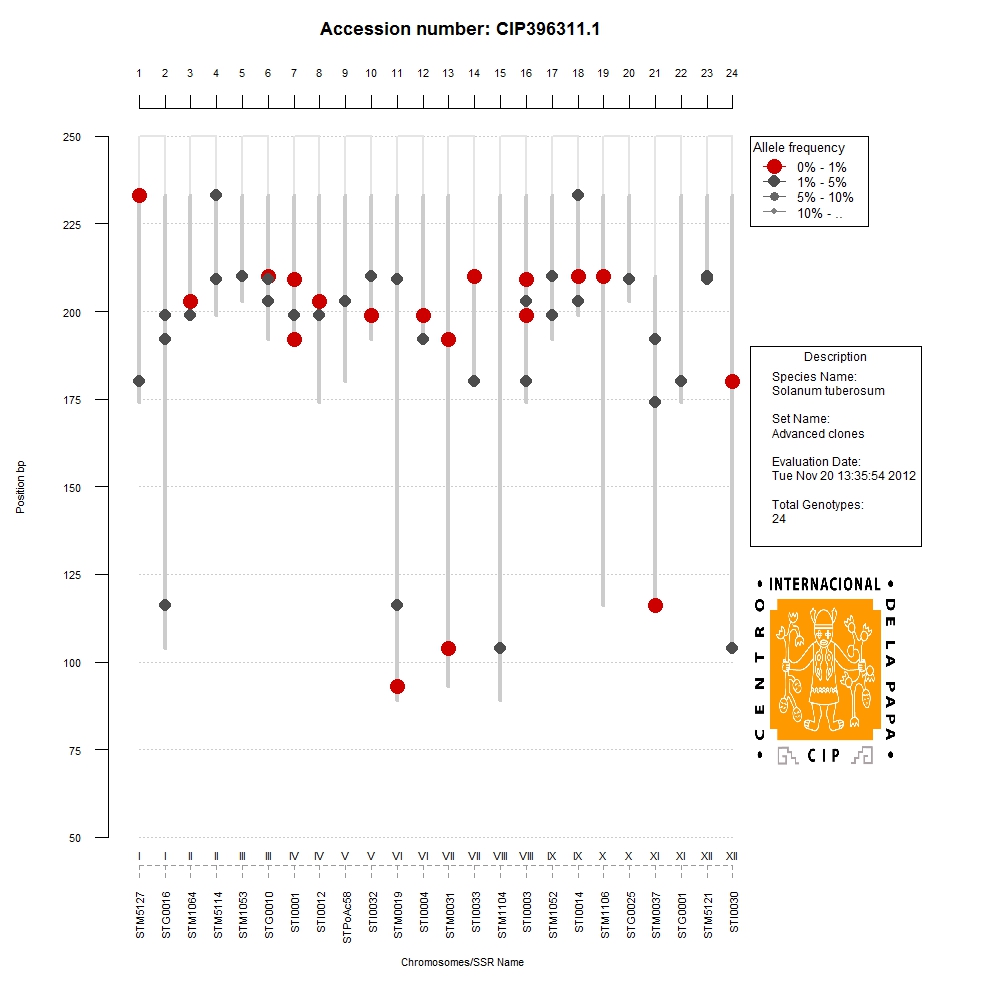 Accession number: CIP396311.1
1 2 3 4 5 6 7 8 9 10 11 12 13 14 15 16 17 18 19 20 21 22 23 24
250
225
200
175
150
125
100
75
50
Position bp
Allele frequency
0% - 1%
1% - 5%
5% - 10%
10% - ..
Description
Species Name:
Solanum tuberosum
Set Name:
Advanced clones
Evaluation Date:
Tue Nov 20 13:35:54 2012
Total Genotypes:
24
• INTERNACIONAL •
CENTRO
DE LA PAPA
• CIP •
I I II II III III IV IV V V VI VI VII VII VIII VIII IX IX X X XI XI XII XII
STM5127 STG0016 STM1064 STM5114 STM1053 STG0010 STI0001 STI0012 STPoAc58 STI0032 STM0019 STI0004 STM0031 STI0033 STM1104 STI0003 STM1052 STI0014 STM1106 STG0025 STM0037 STG0001 STM5121 STI0030
Chromosomes/SSR Name